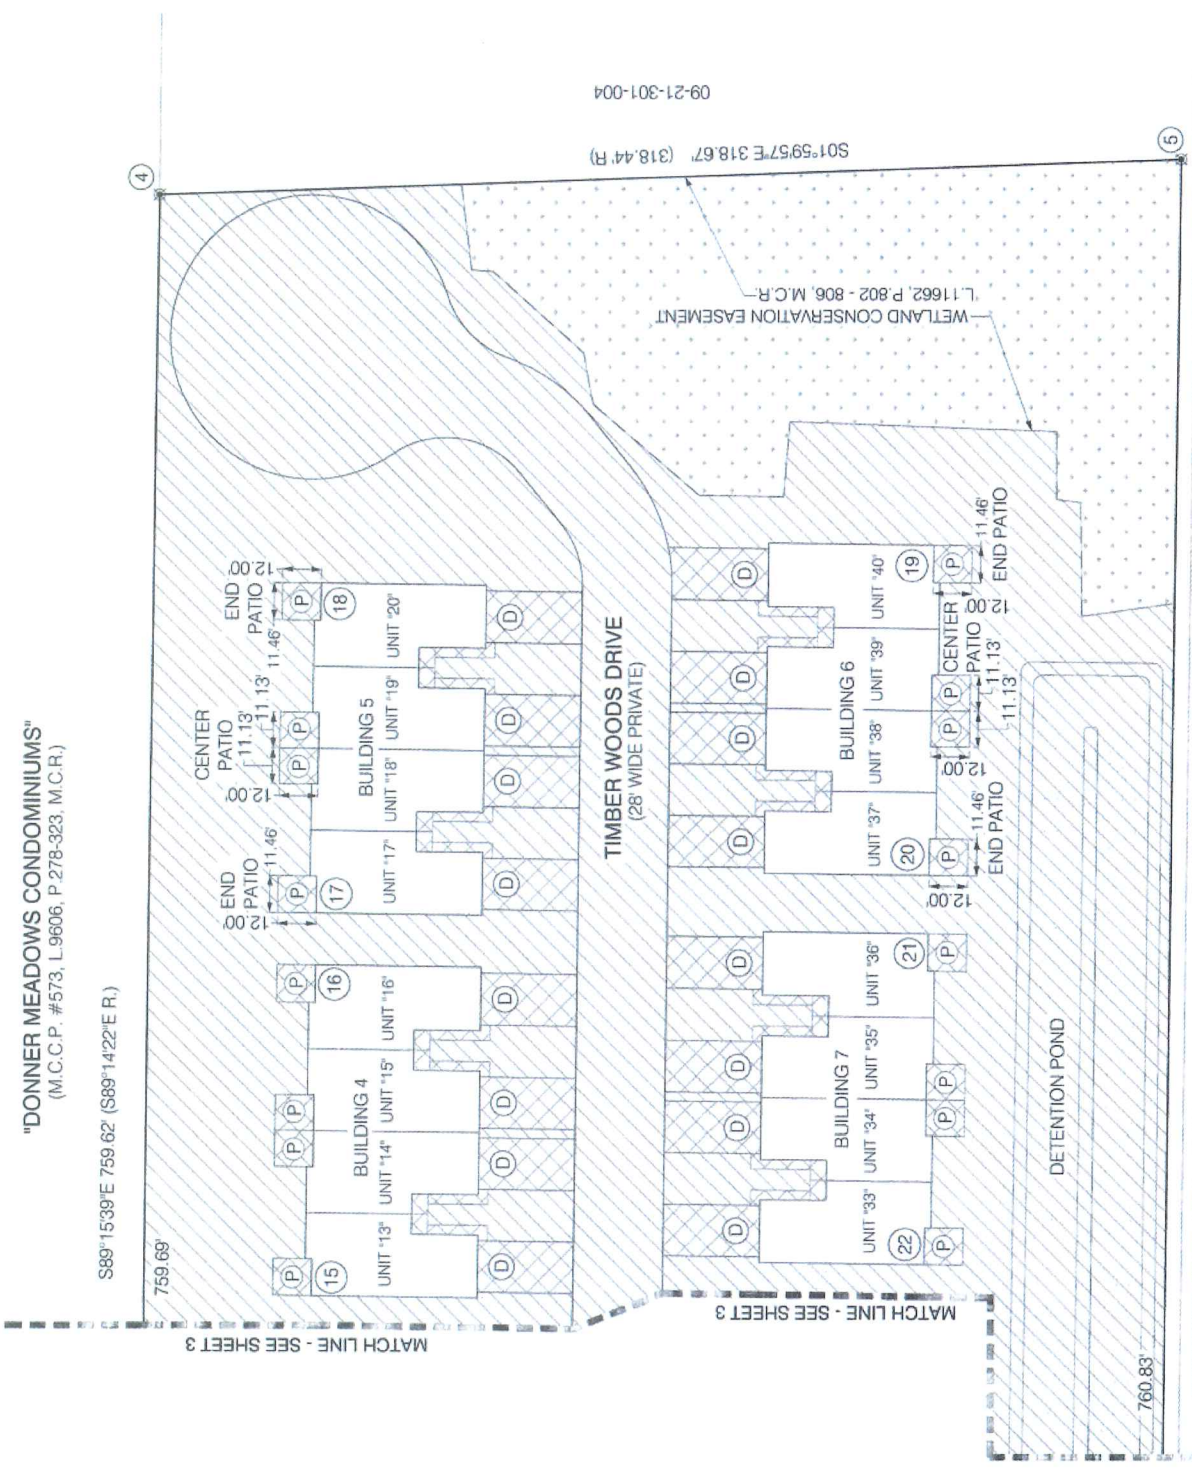 "DONNER MEADOWS CONDOMINIUMS"
(M.C.C.P. #573, L.9606, P.278-323, M.C.R.)
S89°15'39"E 759.62' (S89°14'22"E R.)
759.69'
4
5
09-21-301-004
S01°59'57"E 318.67' (318.44' R)
WETLAND CONSERVATION EASEMENT
L.11662, P.802 - 806, M.C.R.
MATCH LINE - SEE SHEET 3
P
P
P
P
15
16
BUILDING 4
UNIT "13"
UNIT "14"
UNIT "15"
UNIT "16"
D
D
D
D
END
PATIO
11.46'
12.00'
CENTER
PATIO
11.13'
11.13'
12.00'
END
PATIO
11.46'
12.00'
P
P
P
P
17
18
BUILDING 5
UNIT "17"
UNIT "18"
UNIT "19"
UNIT "20"
D
D
D
D
TIMBER WOODS DRIVE
(28' WIDE PRIVATE)
D
D
D
D
BUILDING 7
UNIT "33"
UNIT "34"
UNIT "35"
UNIT "36"
22
21
P
P
P
P
D
D
D
D
BUILDING 6
UNIT "37"
UNIT "38"
UNIT "39"
UNIT "40"
20
19
P
P
P
P
12.00'
11.46'
END PATIO
12.00'
CENTER
PATIO
11.13'
11.13'
12.00'
11.46'
END PATIO
MATCH LINE - SEE SHEET 3
DETENTION POND
760.83'